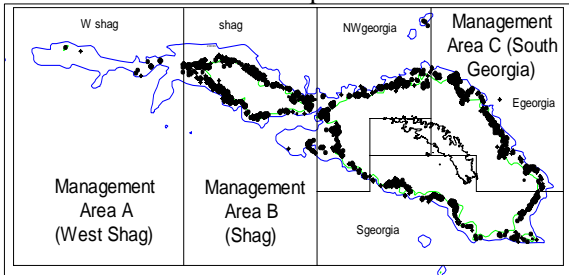 W shag
shag
NWgeorgia
Management
Area C (South
Georgia)
Egeorgia
Management
Area A
(West Shag)
Management
Area B
(Shag)
Sgeorgia